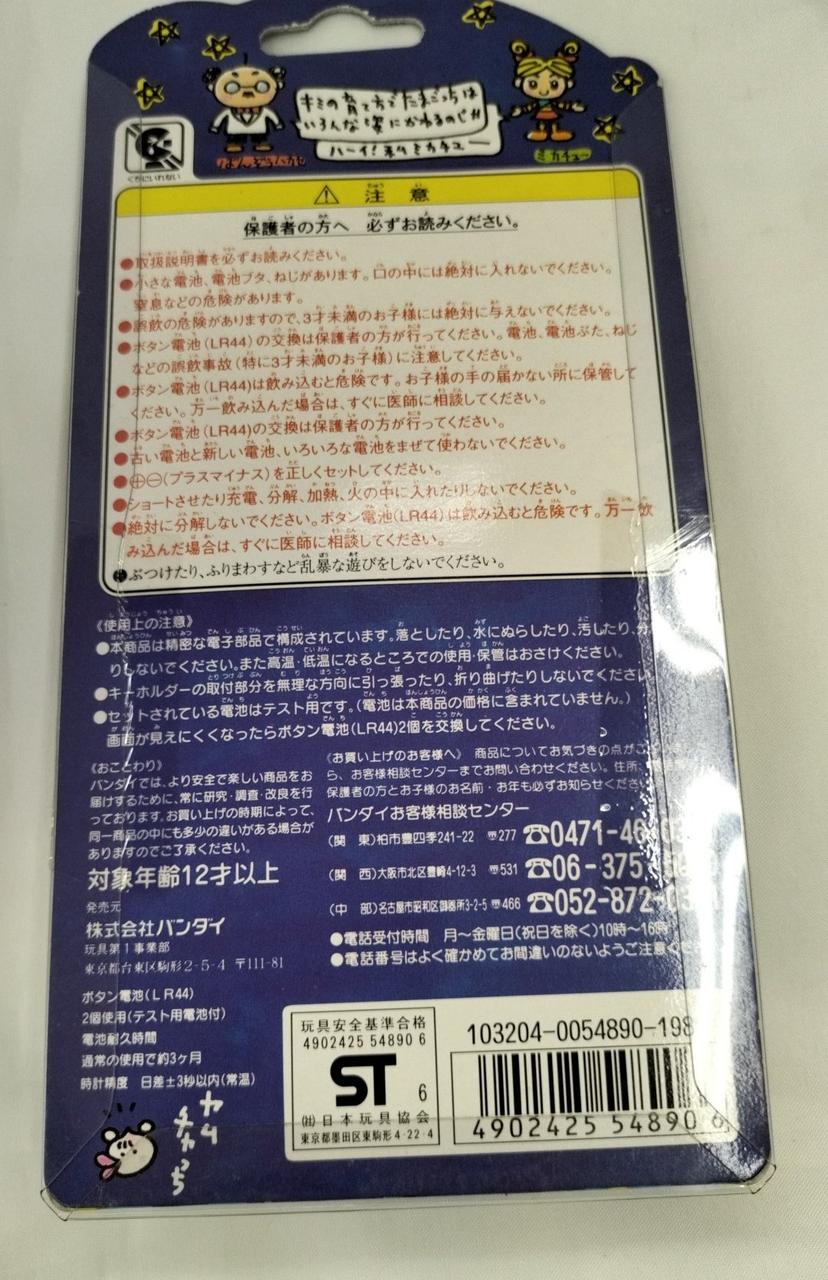 キミの育て方でたまごっちは
いろんな姿にかわるのじゃ!!
ハーイ!私ミカチュー
ばんぞうハカセ
ミカチュー
くちにいれない
⚠ 注意
保護者の方へ 必ずお読みください。
●取扱説明書を必ずお読みください。
●小さな電池、電池ブタ、ねじがあります。口の中には絶対に入れないでください。
窒息などの危険があります。
●誤飲の危険がありますので、3才未満のお子様には絶対に与えないでください。
●ボタン電池(LR44)の交換は保護者の方が行ってください。電池、電池ぶた、ねじ
などの誤飲事故(特に3才未満のお子様)に注意してください。
●ボタン電池(LR44)は飲み込むと危険です。お子様の手の届かない所に保管して
ください。万一飲み込んだ場合は、すぐに医師に相談してください。
●ボタン電池(LR44)の交換は保護者の方が行ってください。
●古い電池と新しい電池、いろいろな電池をまぜて使わないでください。
●⊕⊖(プラスマイナス)を正しくセットしてください。
●ショートさせたり充電、分解、加熱、火の中に入れたりしないでください。
●絶対に分解しないでください。ボタン電池(LR44)は飲み込むと危険です。万一飲
み込んだ場合は、すぐに医師に相談してください。
●ぶつけたり、ふりまわすなど乱暴な遊びをしないでください。
《使用上の注意》
●本商品は精密な電子部品で構成されています。落としたり、水にぬらしたり、汚したり、分
りしないでください。また高温・低温になるところでの使用・保管はおさけください。
●キーホルダーの取付部分を無理な方向に引っ張ったり、折り曲げたりしないでください
●セットされている電池はテスト用です。(電池は本商品の価格に含まれていません。)
画面が見えにくくなったらボタン電池(LR44)2個を交換してください。
《おことわり》
バンダイでは、より安全で楽しい商品をお
届けするために、常に研究・調査・改良を行
っております。お買い上げの時期によって、
同一商品の中にも多少の違いがある場合が
ありますのでご了承ください。
対象年齢12才以上
発売元
株式会社バンダイ
玩具第1事業部
東京都台東区駒形2-5-4 〒111-81
ボタン電池(LR44)
2個使用(テスト用電池付)
電池耐久時間
通常の使用で約3ヶ月
時計精度 日差±3秒以内(常温)
《お買い上げのお客様へ》 商品についてお気づきの点がご
ら、お客様相談センターまでお問い合わせください。住所、
保護者の方とお子様のお名前・お年も必ずお知らせくだ
バンダイお客様相談センター
(関 東)柏市豊四季241-22 〒277 ☎0471-46
(関 西)大阪市北区豊崎4-12-3 〒531 ☎06-375
(中 部)名古屋市昭和区御器所3-2-5 〒466 ☎052-872
●電話受付時間 月〜金曜日(祝日を除く)10時〜16時
●電話番号はよく確かめてお間違いのないようご注意くだ
玩具安全基準合格
4902425 54890 6
ST 6
(社)日本玩具協会
東京都墨田区東駒形4-22-4
103204-0054890-198
4902425 548906